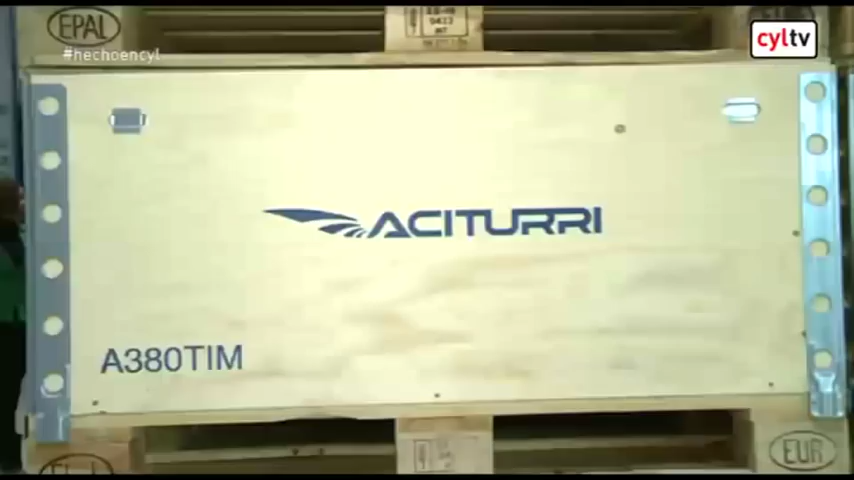 EPAL
#hechoencyl
cyltv
ACITURRI
A380TIM
EUR